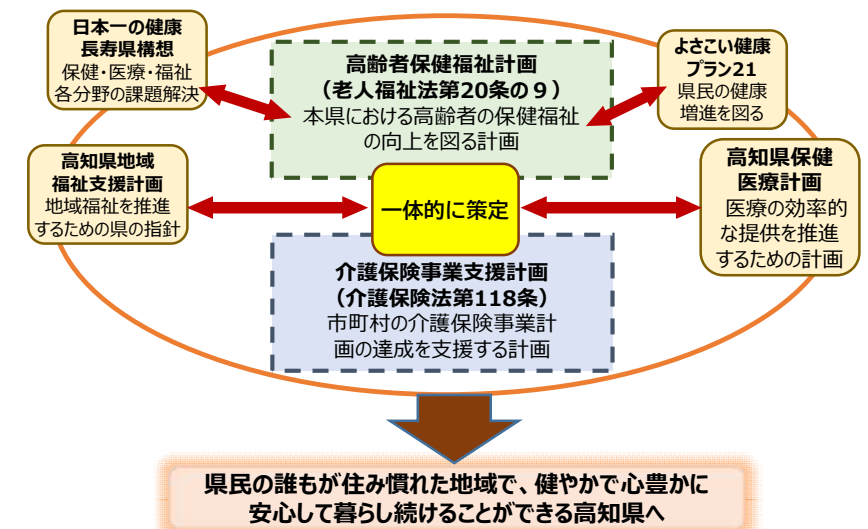 日本一の健康
長寿県構想
保健・医療・福祉
各分野の課題解決
高齢者保健福祉計画
（老人福祉法第20条の９）
本県における高齢者の保健福祉
の向上を図る計画
よさこい健康
プラン21
県民の健康
増進を図る
高知県地域
福祉支援計画
地域福祉を推進
するための県の指針
一体的に策定
高知県保健
医療計画
医療の効率的
な提供を推進
するための計画
介護保険事業支援計画
（介護保険法第118条）
市町村の介護保険事業計
画の達成を支援する計画
県民の誰もが住み慣れた地域で、健やかで心豊かに
安心して暮らし続けることができる高知県へ